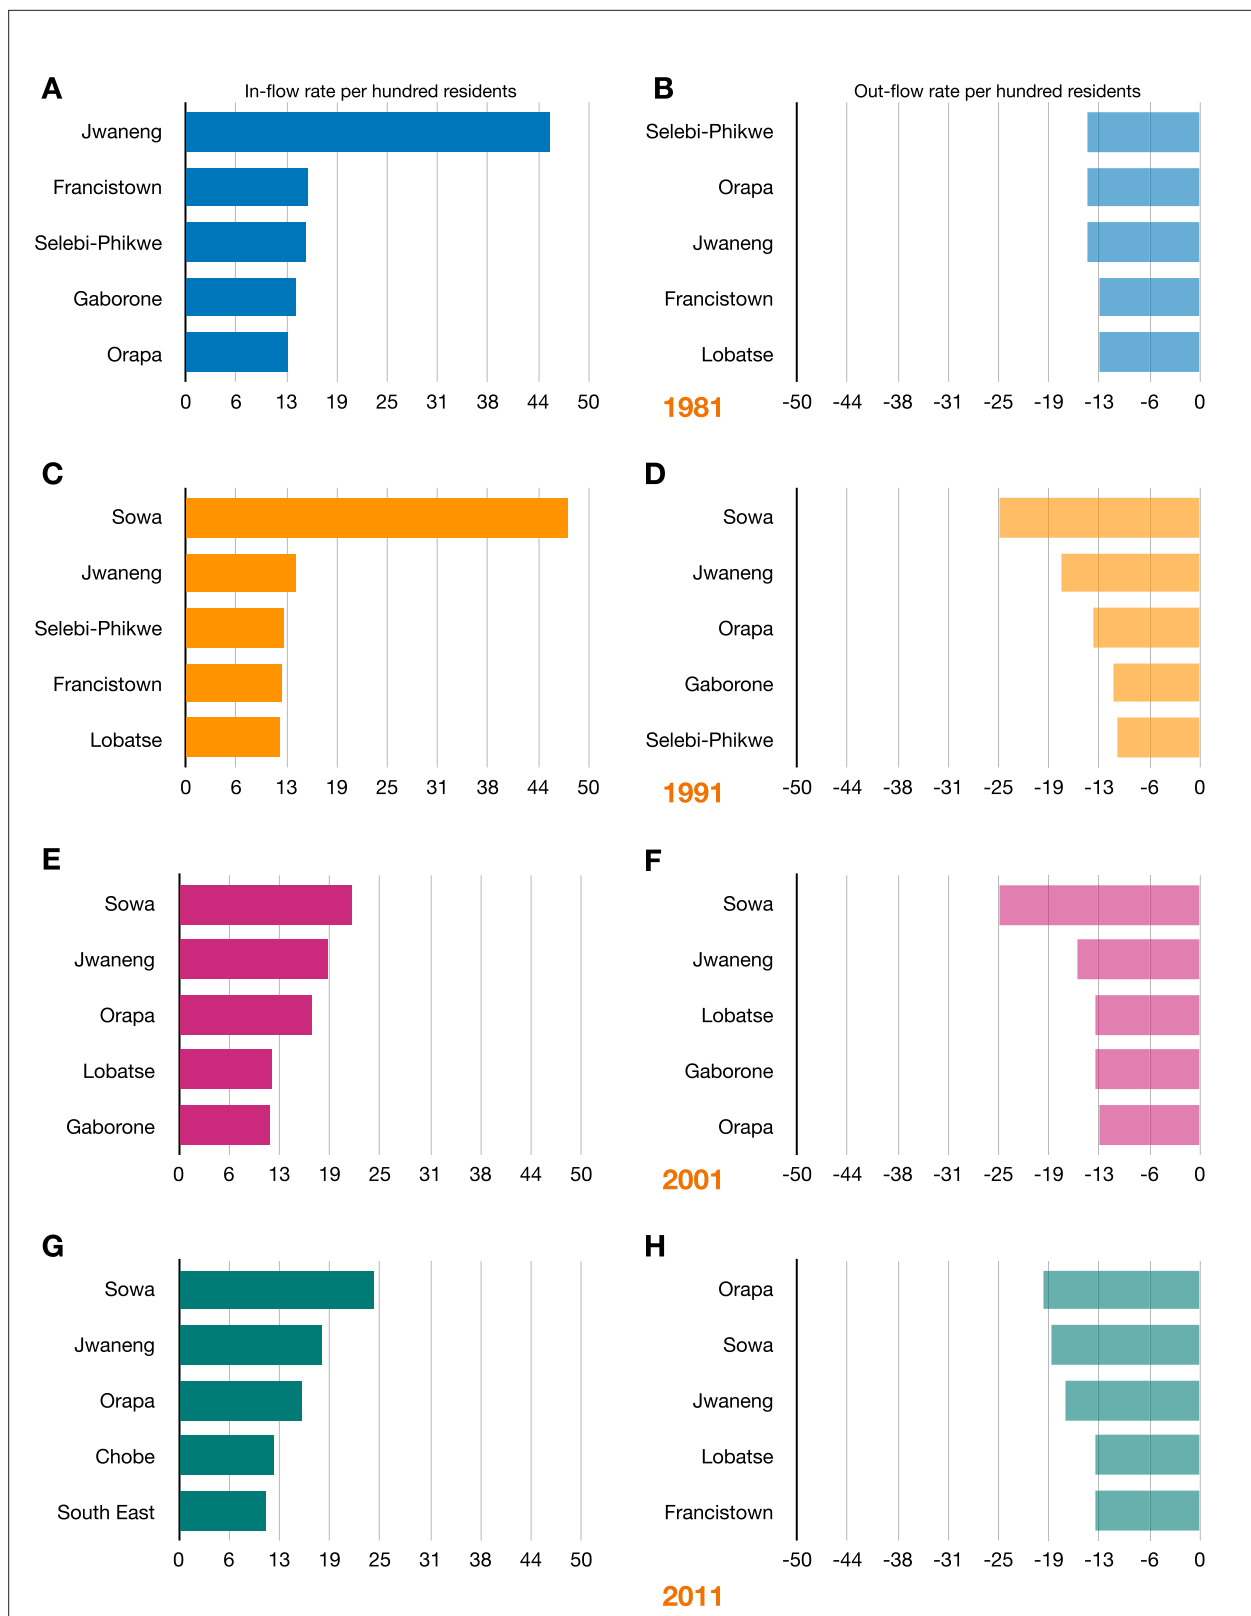 A
In-flow rate per hundred residents
Jwaneng
Francistown
Selebi-Phikwe
Gaborone
Orapa
0 6 13 19 25 31 38 44 50
B
Out-flow rate per hundred residents
Selebi-Phikwe
Orapa
Jwaneng
Francistown
Lobatse
-50 -44 -38 -31 -25 -19 -13 -6 0
1981
C
Sowa
Jwaneng
Selebi-Phikwe
Francistown
Lobatse
0 6 13 19 25 31 38 44 50
D
Sowa
Jwaneng
Orapa
Gaborone
Selebi-Phikwe
-50 -44 -38 -31 -25 -19 -13 -6 0
1991
E
Sowa
Jwaneng
Orapa
Lobatse
Gaborone
0 6 13 19 25 31 38 44 50
F
Sowa
Jwaneng
Lobatse
Gaborone
Orapa
-50 -44 -38 -31 -25 -19 -13 -6 0
2001
G
Sowa
Jwaneng
Orapa
Chobe
South East
0 6 13 19 25 31 38 44 50
H
Orapa
Sowa
Jwaneng
Lobatse
Francistown
-50 -44 -38 -31 -25 -19 -13 -6 0
2011